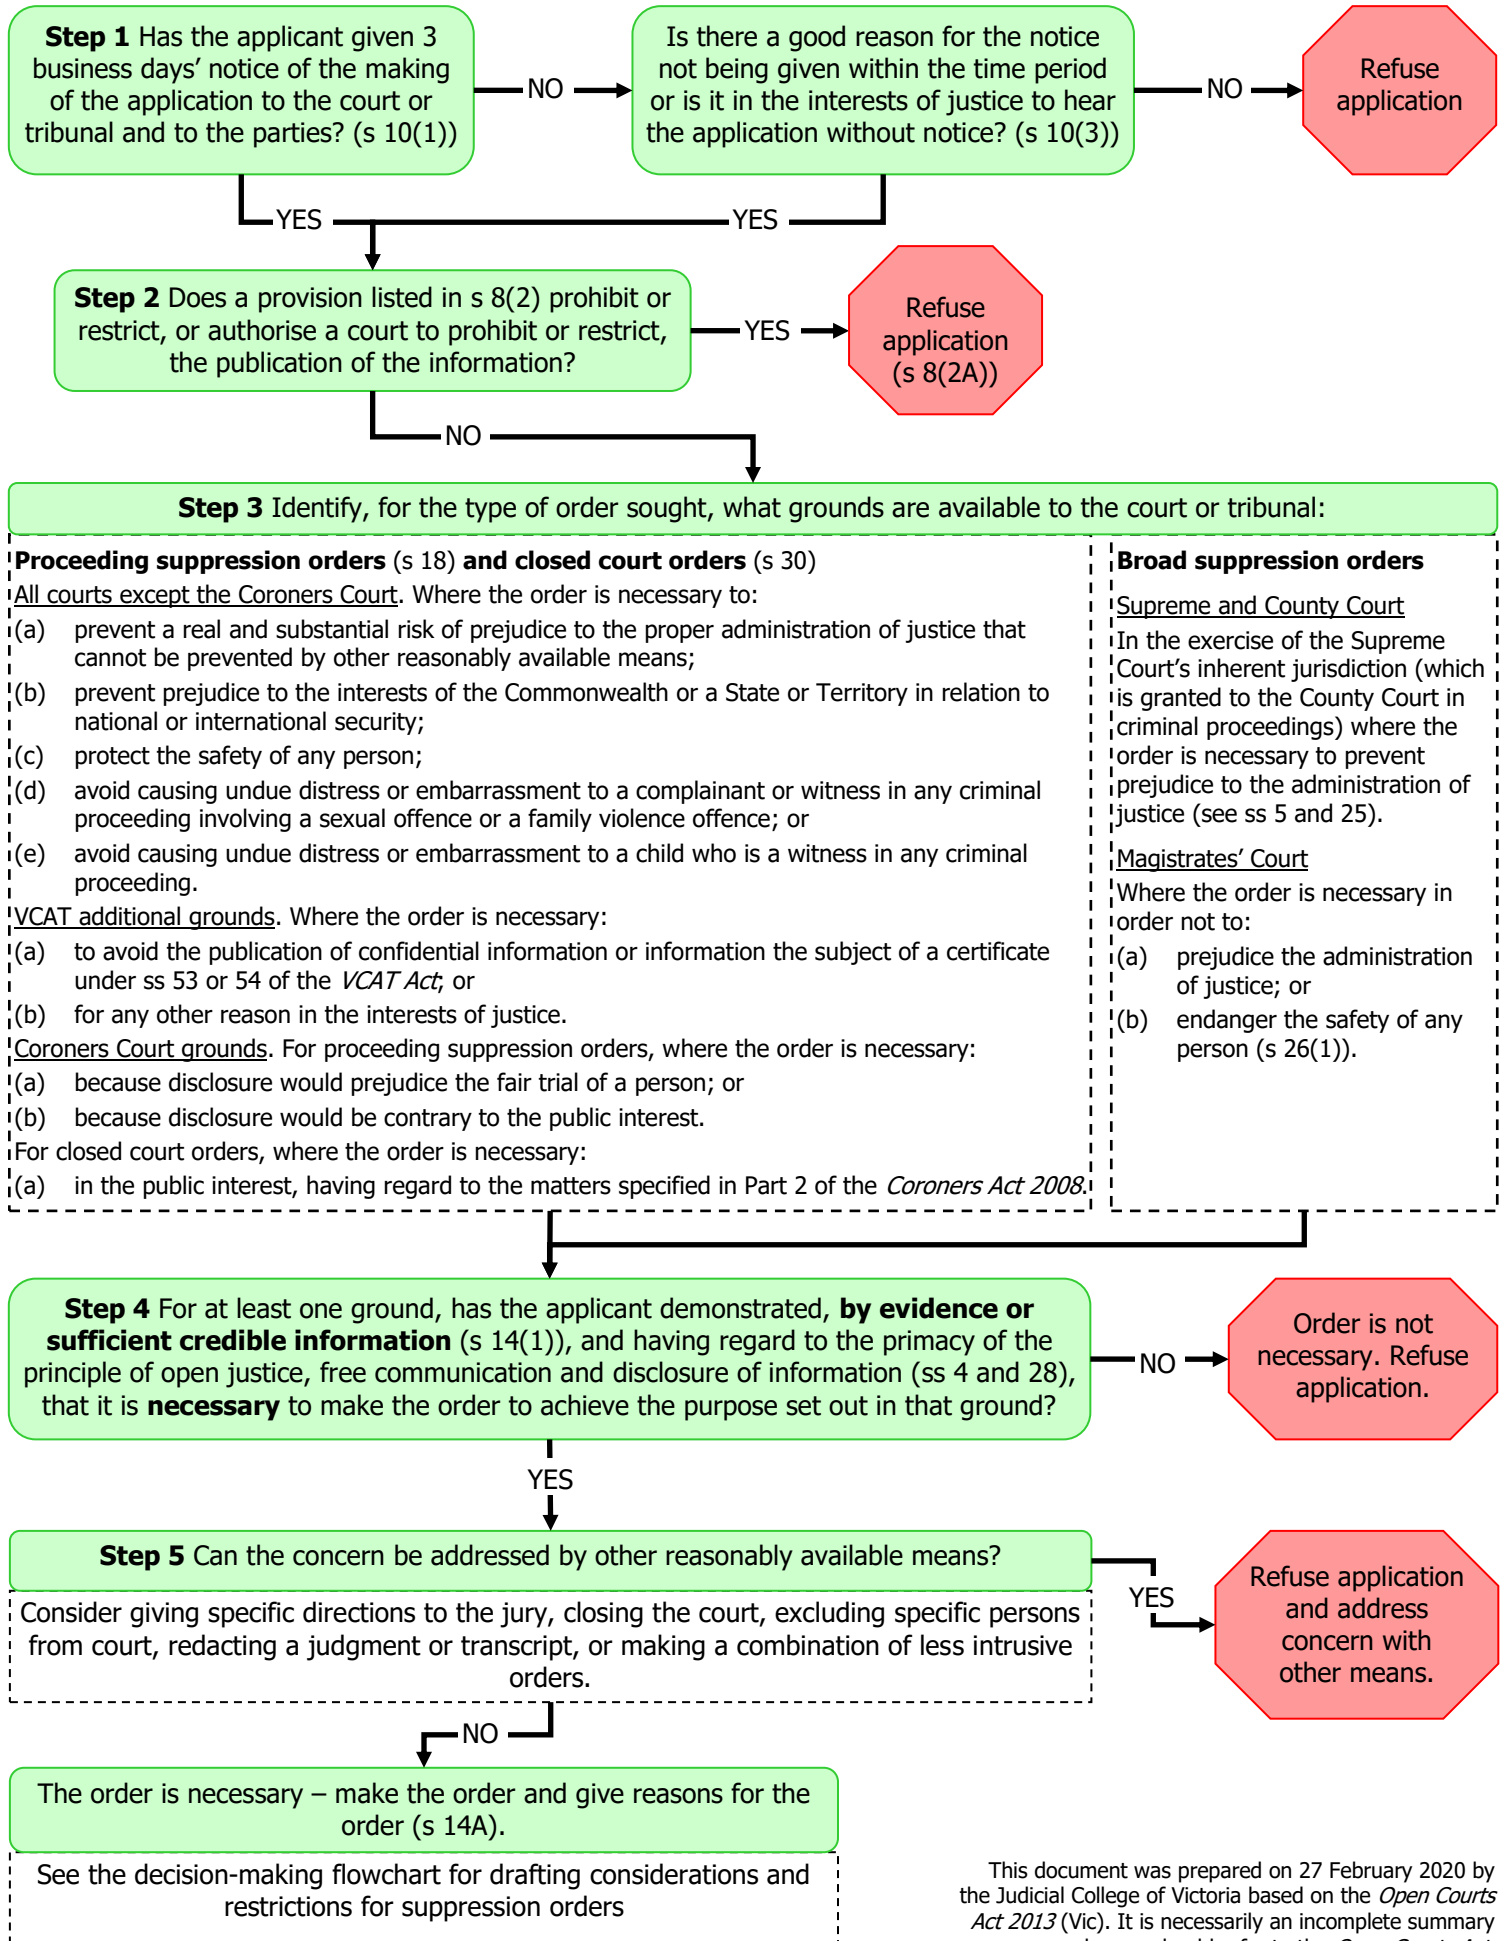 Step 1 Has the applicant given 3
business days’ notice of the making
of the application to the court or
tribunal and to the parties? (s 10(1))
NO
Is there a good reason for the notice
not being given within the time period
or is it in the interests of justice to hear
the application without notice? (s 10(3))
NO
Refuse
application
YES
YES
Step 2 Does a provision listed in s 8(2) prohibit or
restrict, or authorise a court to prohibit or restrict,
the publication of the information?
YES
Refuse
application
(s 8(2A))
NO
Step 3 Identify, for the type of order sought, what grounds are available to the court or tribunal:
Proceeding suppression orders (s 18) and closed court orders (s 30)
All courts except the Coroners Court. Where the order is necessary to:
(a) prevent a real and substantial risk of prejudice to the proper administration of justice that
cannot be prevented by other reasonably available means;
(b) prevent prejudice to the interests of the Commonwealth or a State or Territory in relation to
national or international security;
(c) protect the safety of any person;
(d) avoid causing undue distress or embarrassment to a complainant or witness in any criminal
proceeding involving a sexual offence or a family violence offence; or
(e) avoid causing undue distress or embarrassment to a child who is a witness in any criminal
proceeding.
VCAT additional grounds. Where the order is necessary:
(a) to avoid the publication of confidential information or information the subject of a certificate
under ss 53 or 54 of the VCAT Act; or
(b) for any other reason in the interests of justice.
Coroners Court grounds. For proceeding suppression orders, where the order is necessary:
(a) because disclosure would prejudice the fair trial of a person; or
(b) because disclosure would be contrary to the public interest.
For closed court orders, where the order is necessary:
(a) in the public interest, having regard to the matters specified in Part 2 of the Coroners Act 2008.
Broad suppression orders
Supreme and County Court
In the exercise of the Supreme
Court’s inherent jurisdiction (which
is granted to the County Court in
criminal proceedings) where the
order is necessary to prevent
prejudice to the administration of
justice (see ss 5 and 25).
Magistrates’ Court
Where the order is necessary in
order not to:
(a) prejudice the administration
of justice; or
(b) endanger the safety of any
person (s 26(1)).
Step 4 For at least one ground, has the applicant demonstrated, by evidence or
sufficient credible information (s 14(1)), and having regard to the primacy of the
principle of open justice, free communication and disclosure of information (ss 4 and 28),
that it is necessary to make the order to achieve the purpose set out in that ground?
NO
Order is not
necessary. Refuse
application.
YES
Step 5 Can the concern be addressed by other reasonably available means?
Consider giving specific directions to the jury, closing the court, excluding specific persons
from court, redacting a judgment or transcript, or making a combination of less intrusive
orders.
YES
Refuse application
and address
concern with
other means.
NO
The order is necessary – make the order and give reasons for the
order (s 14A).
See the decision-making flowchart for drafting considerations and
restrictions for suppression orders
This document was prepared on 27 February 2020 by
the Judicial College of Victoria based on the Open Courts
Act 2013 (Vic). It is necessarily an incomplete summary